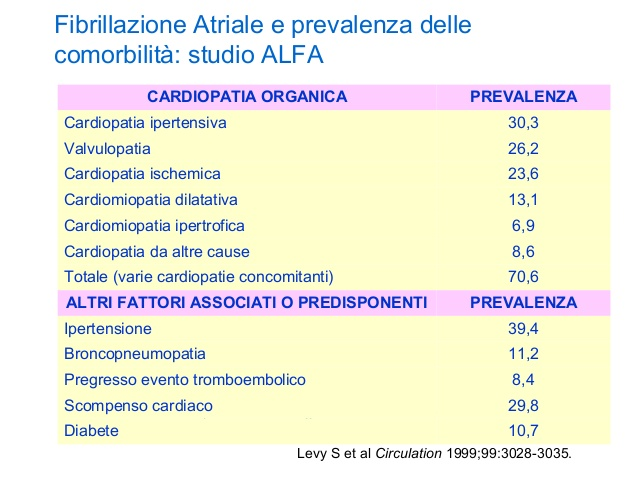 Fibrillazione Atriale e prevalenza delle
comorbilità: studio ALFA
CARDIOPATIA ORGANICA PREVALENZA
Cardiopatia ipertensiva 30,3
Valvulopatia 26,2
Cardiopatia ischemica 23,6
Cardiomiopatia dilatativa 13,1
Cardiomiopatia ipertrofica 6,9
Cardiopatia da altre cause 8,6
Totale (varie cardiopatie concomitanti) 70,6
ALTRI FATTORI ASSOCIATI O PREDISPONENTI PREVALENZA
Ipertensione 39,4
Broncopneumopatia 11,2
Pregresso evento tromboembolico 8,4
Scompenso cardiaco 29,8
Diabete 10,7
Levy S et al Circulation 1999;99:3028-3035.